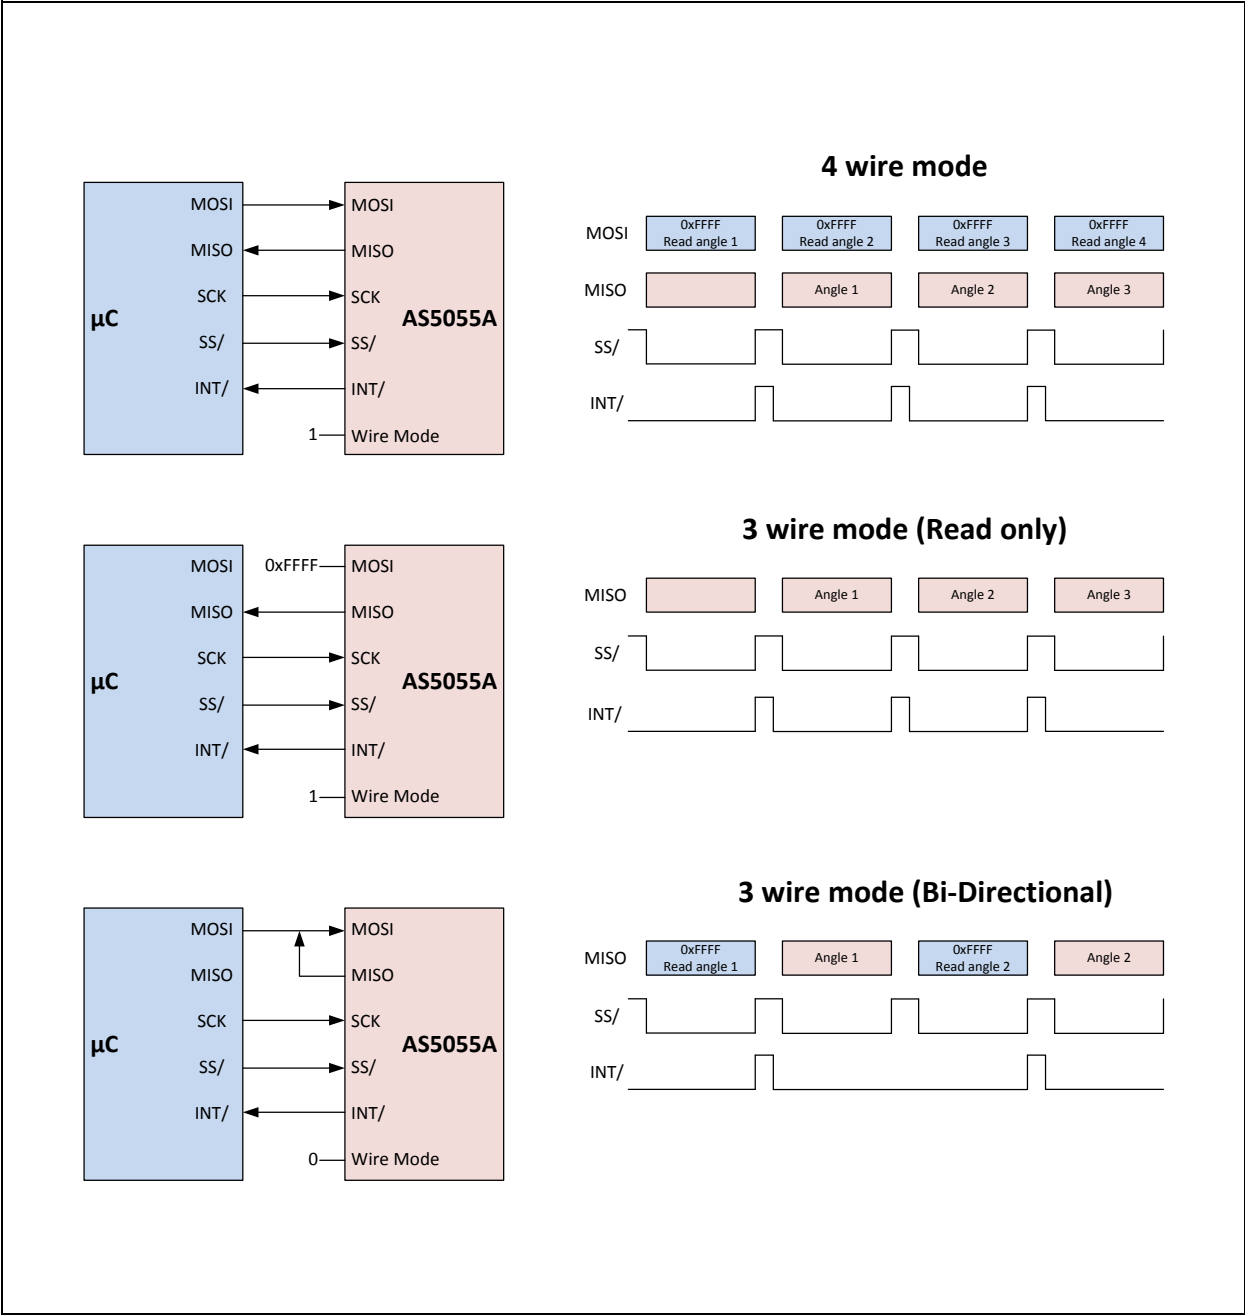 4 wire mode
µC
MOSI
MISO
SCK
SS/
INT/
MOSI
MISO
SCK
SS/
INT/
1
Wire Mode
AS5055A
MOSI
0xFFFF
Read angle 1
0xFFFF
Read angle 2
0xFFFF
Read angle 3
0xFFFF
Read angle 4
MISO
Angle 1
Angle 2
Angle 3
SS/
INT/
3 wire mode (Read only)
µC
MOSI
MISO
SCK
SS/
INT/
0xFFFF
MOSI
MISO
SCK
SS/
INT/
1
Wire Mode
AS5055A
MISO
Angle 1
Angle 2
Angle 3
SS/
INT/
3 wire mode (Bi-Directional)
µC
MOSI
MISO
SCK
SS/
INT/
MOSI
MISO
SCK
SS/
INT/
0
Wire Mode
AS5055A
MISO
0xFFFF
Read angle 1
Angle 1
0xFFFF
Read angle 2
Angle 2
SS/
INT/